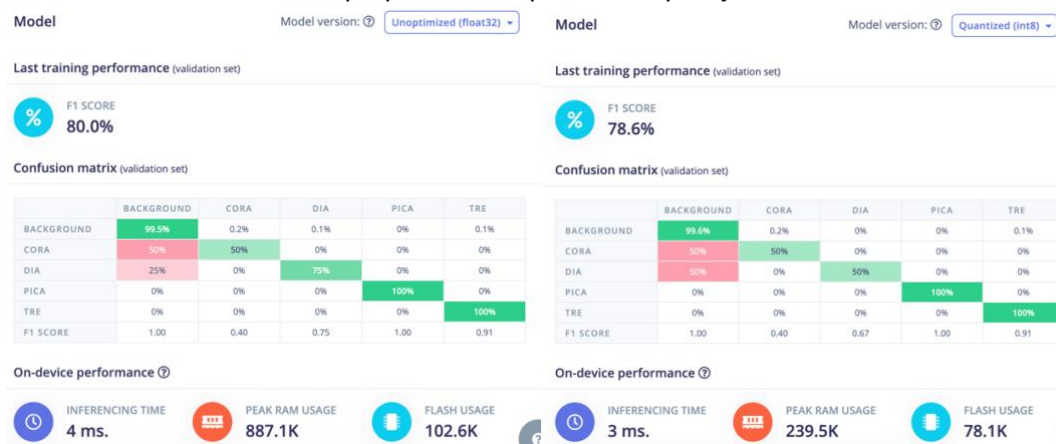 Model
Model version: Unoptimized (float32)
Last training performance (validation set)
%
F1 SCORE
80.0%
Confusion matrix (validation set)
BACKGROUND CORA DIA PICA TRE
BACKGROUND 99.5% 0.2% 0.1% 0% 0.1%
CORA 50% 50% 0% 0% 0%
DIA 25% 0% 75% 0% 0%
PICA 0% 0% 0% 100% 0%
TRE 0% 0% 0% 0% 100%
F1 SCORE 1.00 0.40 0.75 1.00 0.91
On-device performance ?
INFERENCING TIME
4 ms.
PEAK RAM USAGE
887.1K
FLASH USAGE
102.6K
Model
Model version: ? Quantized (int8)
Last training performance (validation set)
%
F1 SCORE
78.6%
Confusion matrix (validation set)
BACKGROUND CORA DIA PICA TRE
BACKGROUND 99.6% 0.2% 0% 0% 0.1%
CORA 50% 50% 0% 0% 0%
DIA 50% 0% 50% 0% 0%
PICA 0% 0% 0% 100% 0%
TRE 0% 0% 0% 0% 100%
F1 SCORE 1.00 0.40 0.67 1.00 0.91
On-device performance ?
INFERENCING TIME
3 ms.
PEAK RAM USAGE
239.5K
FLASH USAGE
78.1K